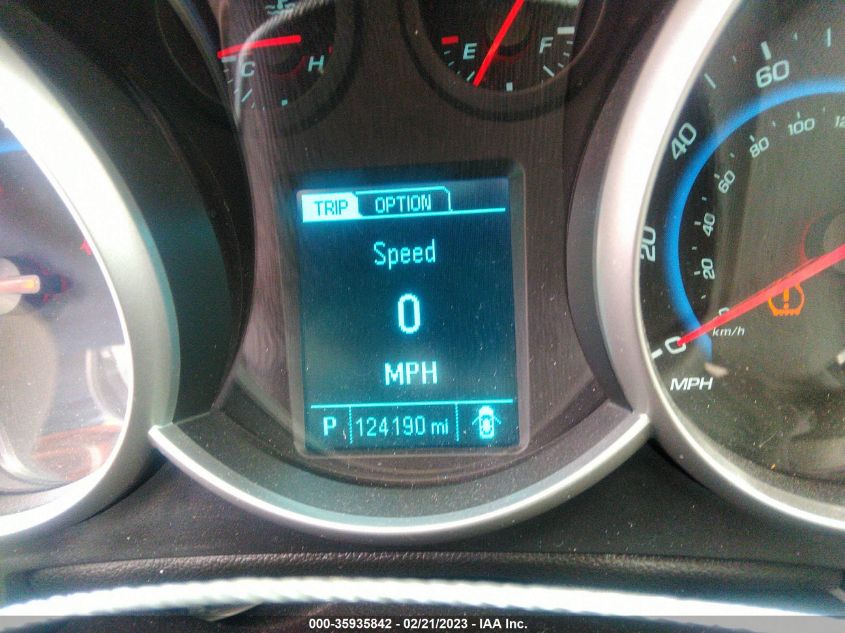 C H
E F
TRIP OPTION
Speed
0
MPH
P 124190 mi
0 20 40 60
20 40 60 80 100
km/h
MPH
000-35935842 - 02/21/2023 - IAA Inc.